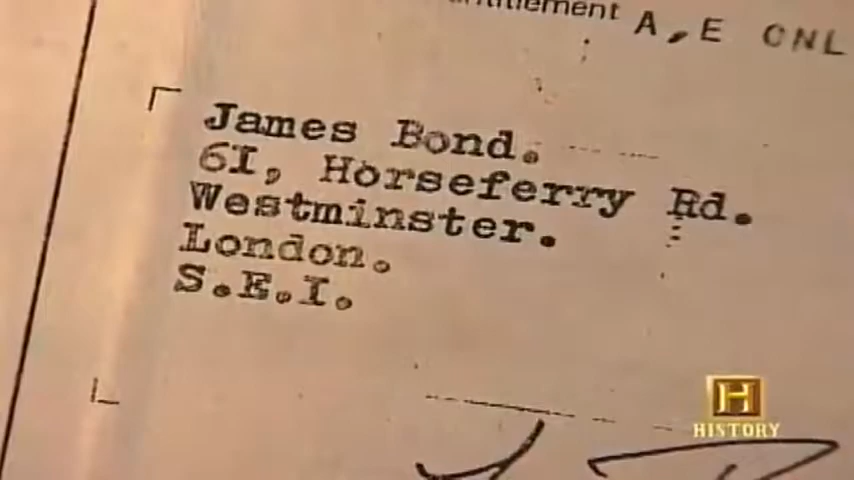 A, E ONL
James Bond.
6I, Horseferry Rd.
Westminster.
London.
S.E.I.
HISTORY